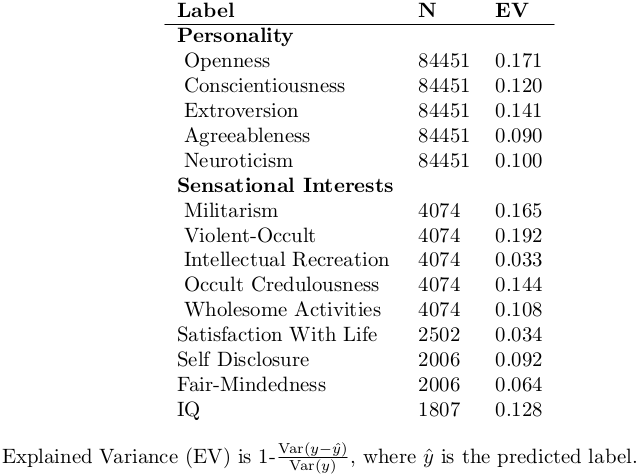 Label N EV
Personality
Openness 84451 0.171
Conscientiousness 84451 0.120
Extroversion 84451 0.141
Agreeableness 84451 0.090
Neuroticism 84451 0.100
Sensational Interests
Militarism 4074 0.165
Violent-Occult 4074 0.192
Intellectual Recreation 4074 0.033
Occult Credulousness 4074 0.144
Wholesome Activities 4074 0.108
Satisfaction With Life 2502 0.034
Self Disclosure 2006 0.092
Fair-Mindedness 2006 0.064
IQ 1807 0.128
Explained Variance (EV) is 1-$\frac{\mathrm{Var}(y-\hat{y})}{\mathrm{Var}(y)}$, where $\hat{y}$ is the predicted label.